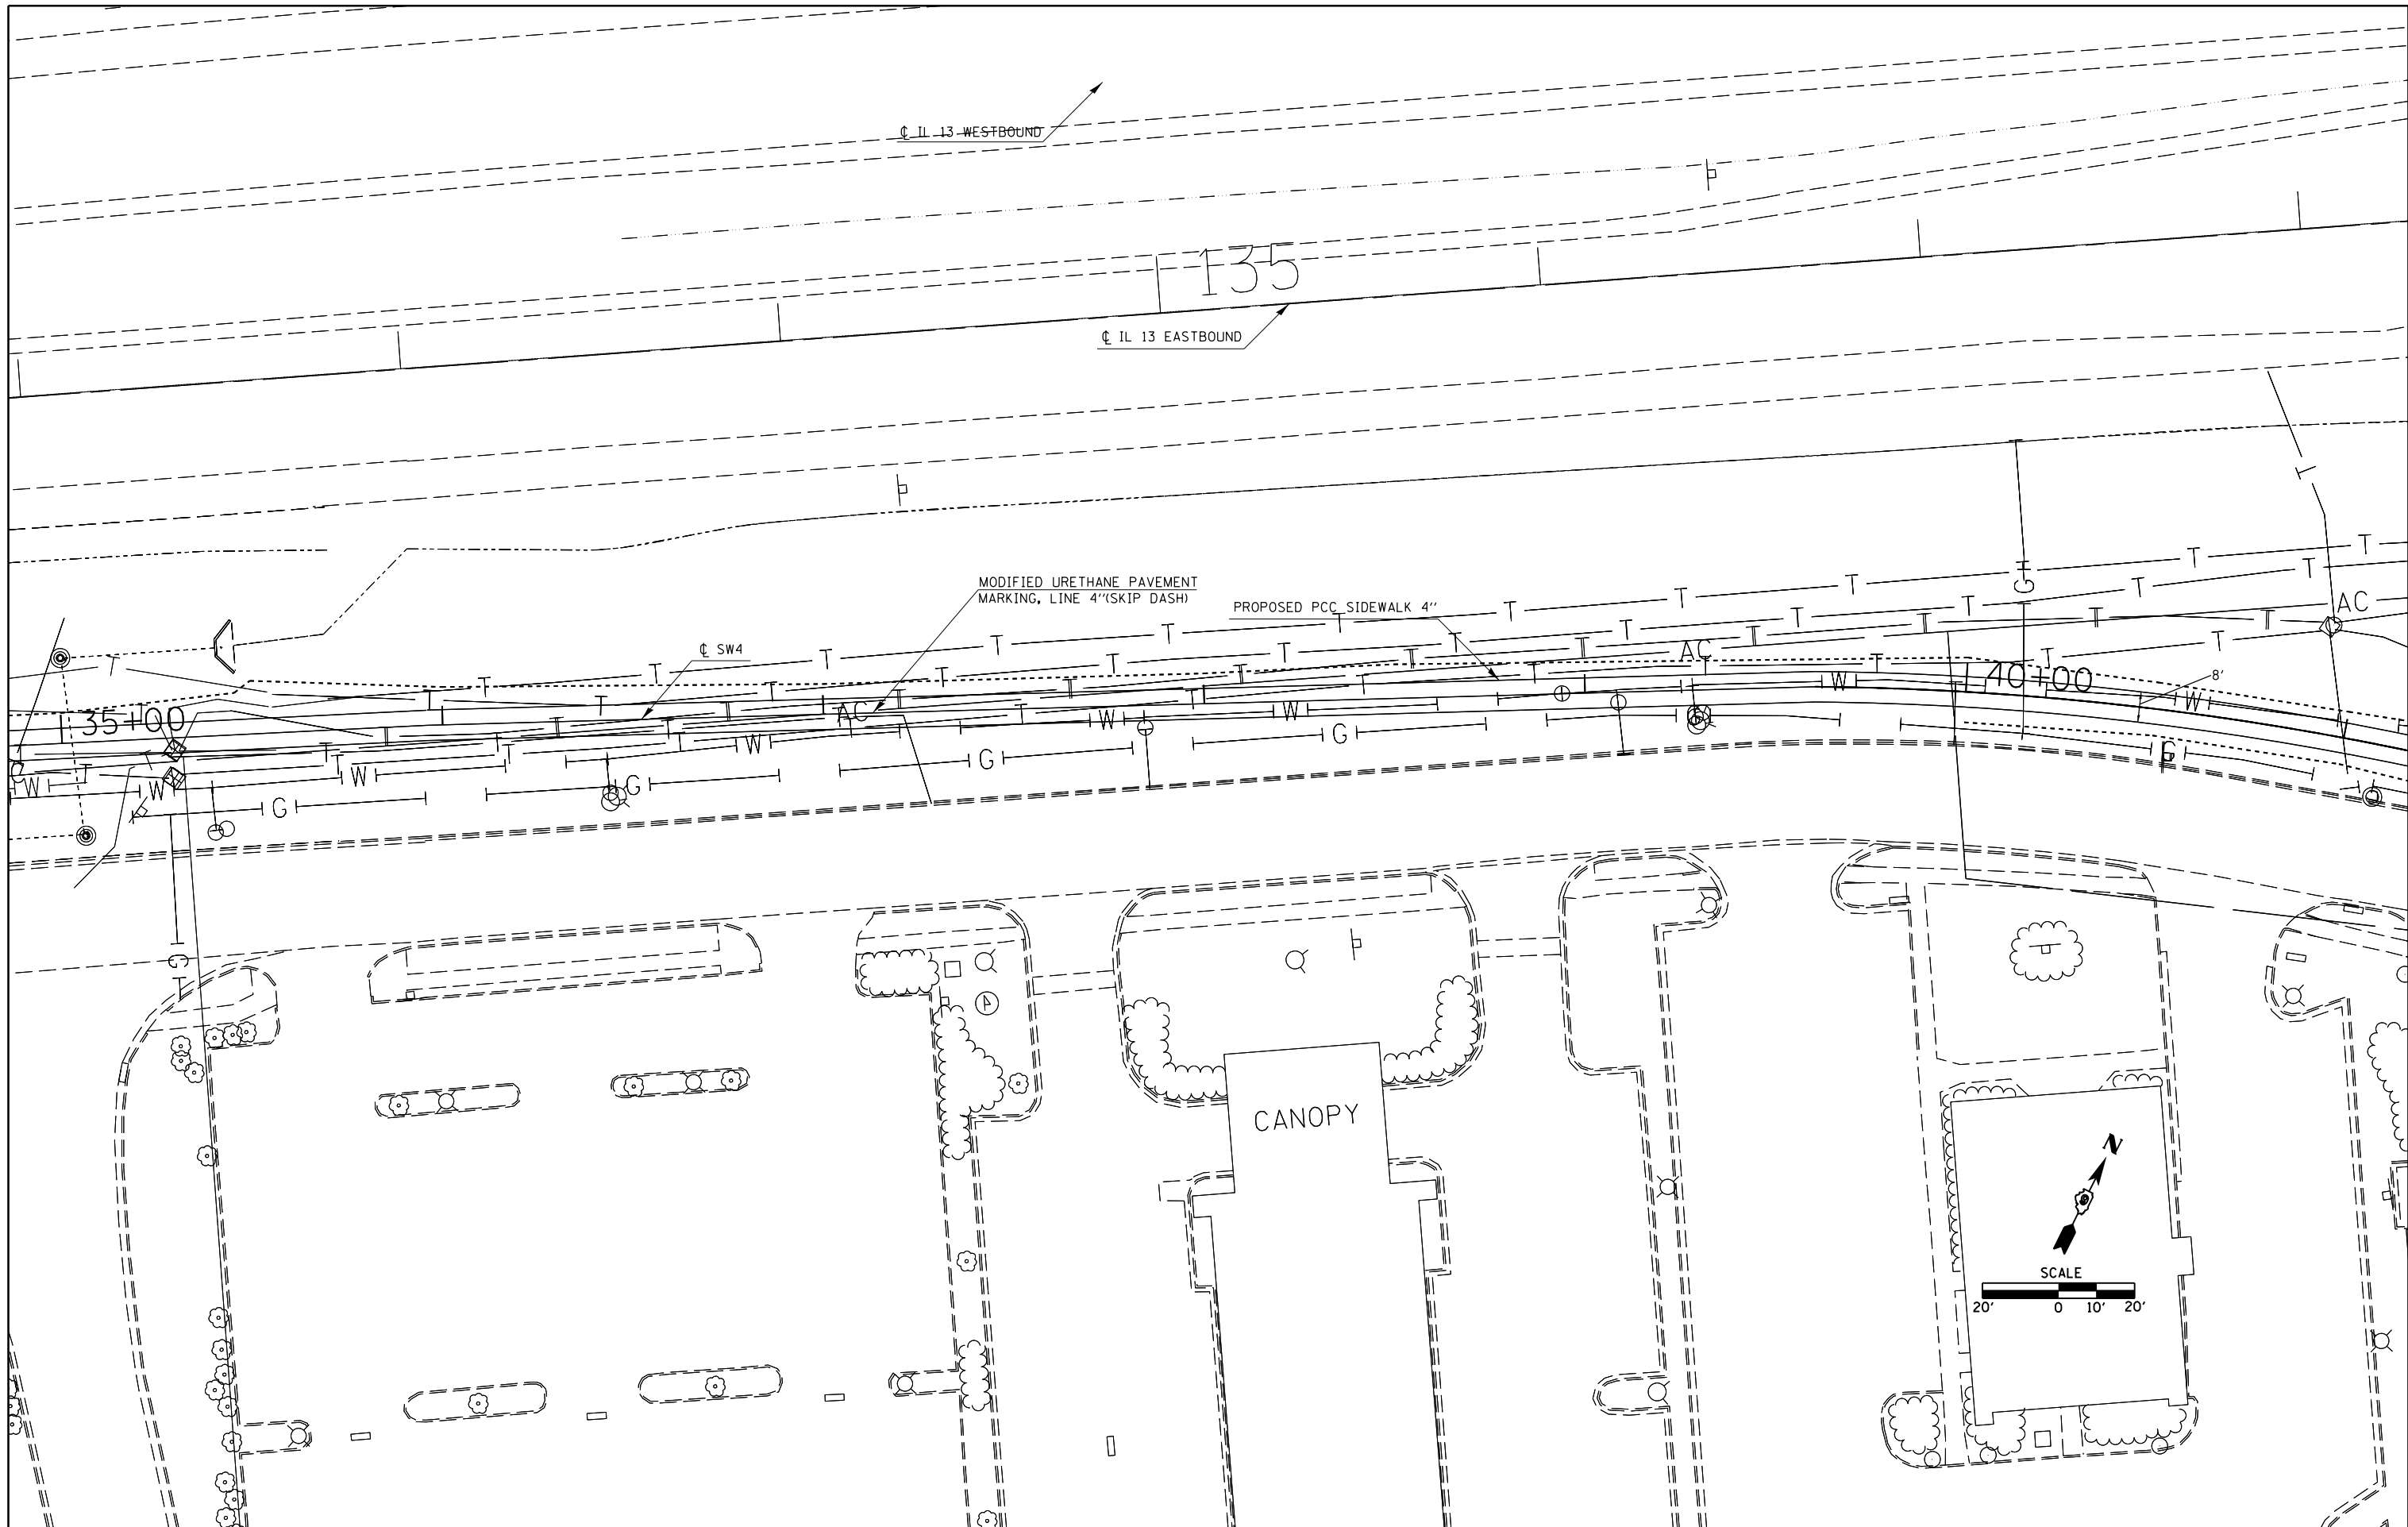 ℄ IL 13 WESTBOUND
135
℄ IL 13 EASTBOUND
MODIFIED URETHANE PAVEMENT
MARKING, LINE 4''(SKIP DASH)
PROPOSED PCC SIDEWALK 4''
℄ SW4
T T T T T T T T T T T
AC
AC
AC
35+00
40+00
8'
W W W W W W W W
G G G G G G
G
G
C
CANOPY
N
SCALE
20' 0 10' 20'